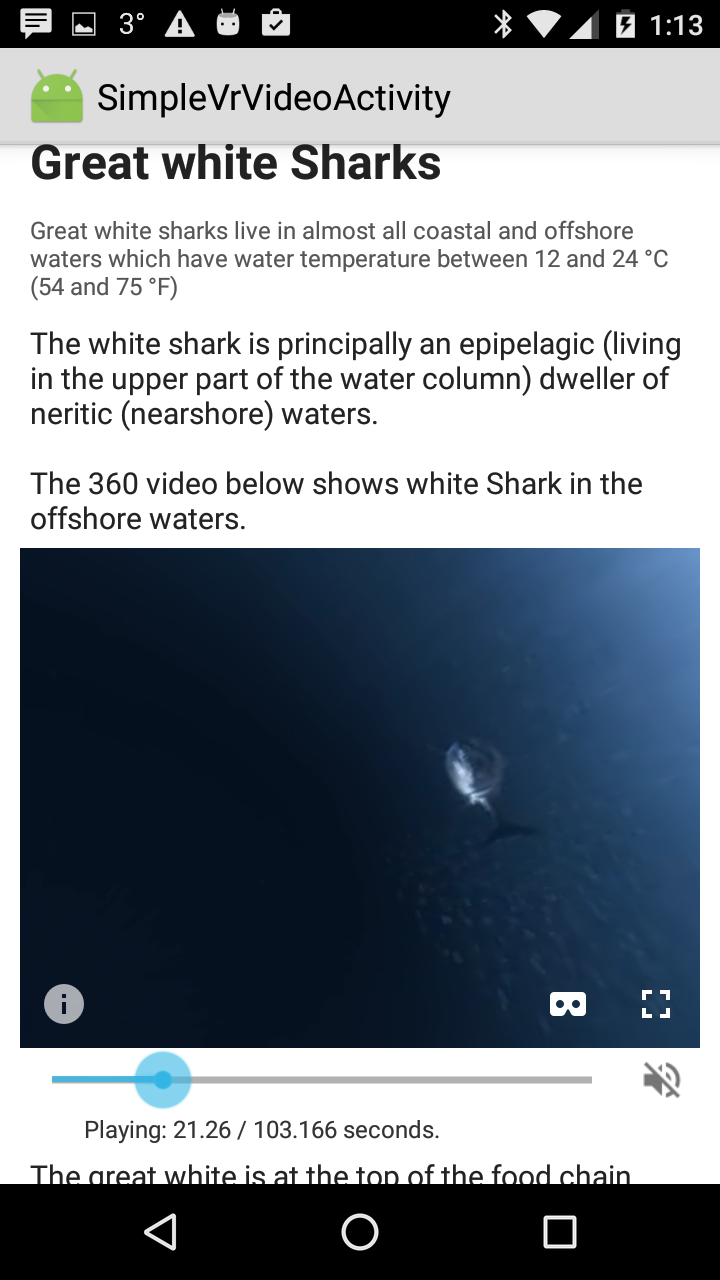 3° 1:13
SimpleVrVideoActivity
Great white Sharks
Great white sharks live in almost all coastal and offshore
waters which have water temperature between 12 and 24 °C
(54 and 75 °F)
The white shark is principally an epipelagic (living
in the upper part of the water column) dweller of
neritic (nearshore) waters.
The 360 video below shows white Shark in the
offshore waters.
i
Playing: 21.26 / 103.166 seconds.
The great white is at the top of the food chain